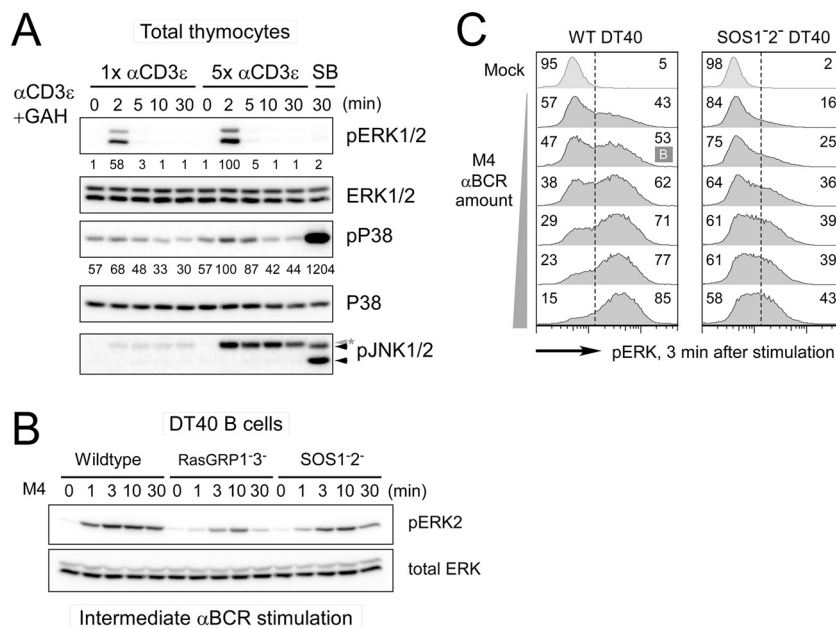 A
Total thymocytes
1x αCD3ε 5x αCD3ε SB
αCD3ε
+GAH
0 2 5 10 30 0 2 5 10 30 30 (min)
pERK1/2
1 58 3 1 1 1 100 5 1 1 2
ERK1/2
pP38
57 68 48 33 30 57 100 87 42 44 1204
P38
* pJNK1/2
B
DT40 B cells
Wildtype RasGRP1⁻3⁻ SOS1⁻2⁻
M4 0 1 3 10 30 0 1 3 10 30 0 1 3 10 30 (min)
pERK2
total ERK
Intermediate αBCR stimulation
C
WT DT40 SOS1⁻2⁻ DT40
Mock 95 5 98 2
57 43 84 16
47 53 75 25
B
M4
αBCR
amount
38 62 64 36
29 71 61 39
23 77 61 39
15 85 58 43
pERK, 3 min after stimulation